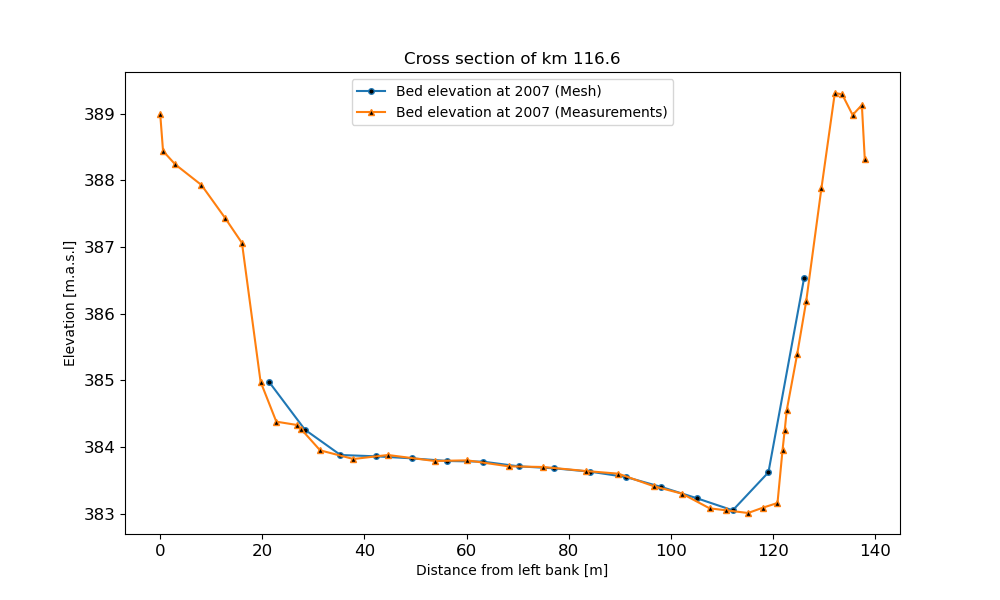 Cross section of km 116.6
Bed elevation at 2007 (Mesh)
Bed elevation at 2007 (Measurements)
Elevation [m.a.s.l]
389
388
387
386
385
384
383
0 20 40 60 80 100 120 140
Distance from left bank [m]